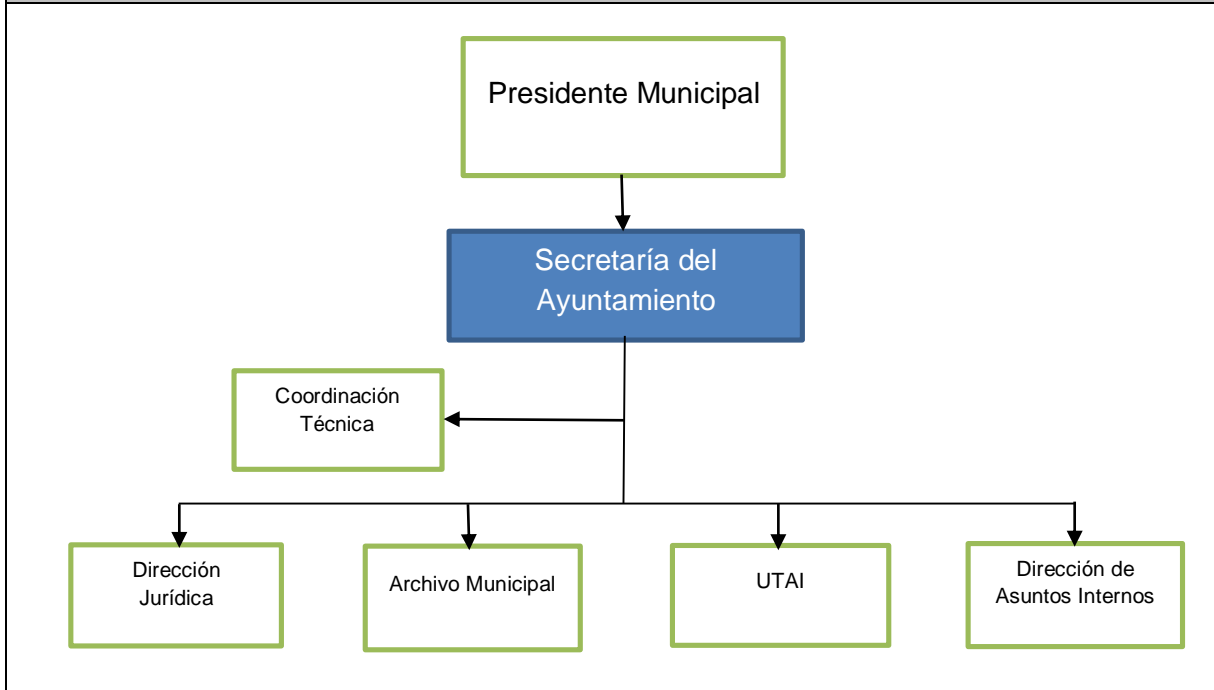 Presidente Municipal
Secretaría del
Ayuntamiento
Coordinación
Técnica
Dirección
Jurídica
Archivo Municipal
UTAI
Dirección de
Asuntos Internos